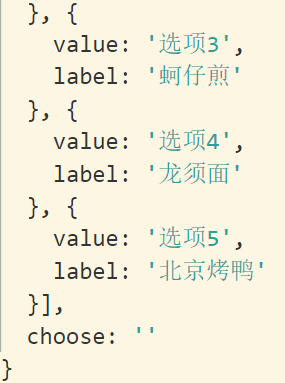 }, {
value: '选项3',
label: '蚵仔煎'
}, {
value: '选项4',
label: '龙须面'
}, {
value: '选项5',
label: '北京烤鸭'
}],
choose: ''
}